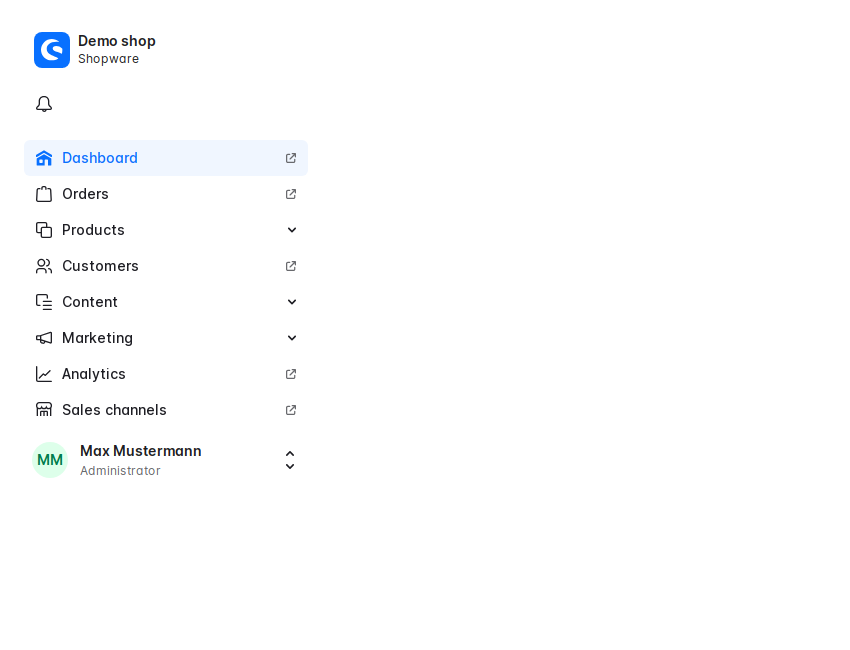 Demo shop
Shopware
Dashboard
Orders
Products
Customers
Content
Marketing
Analytics
Sales channels
MM
Max Mustermann
Administrator